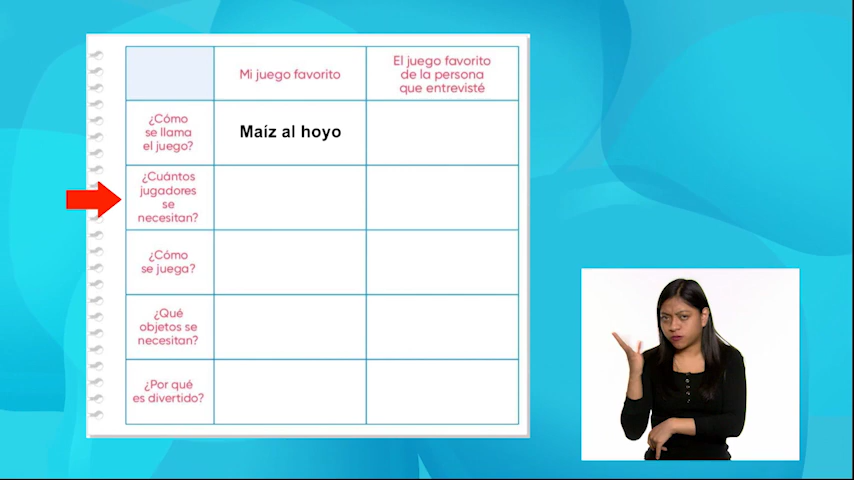 Mi juego favorito
El juego favorito
de la persona
que entrevisté
¿Cómo
se llama
el juego?
Maíz al hoyo
¿Cuántos
jugadores
se
necesitan?
¿Cómo
se juega?
¿Qué
objetos se
necesitan?
¿Por qué
es divertido?